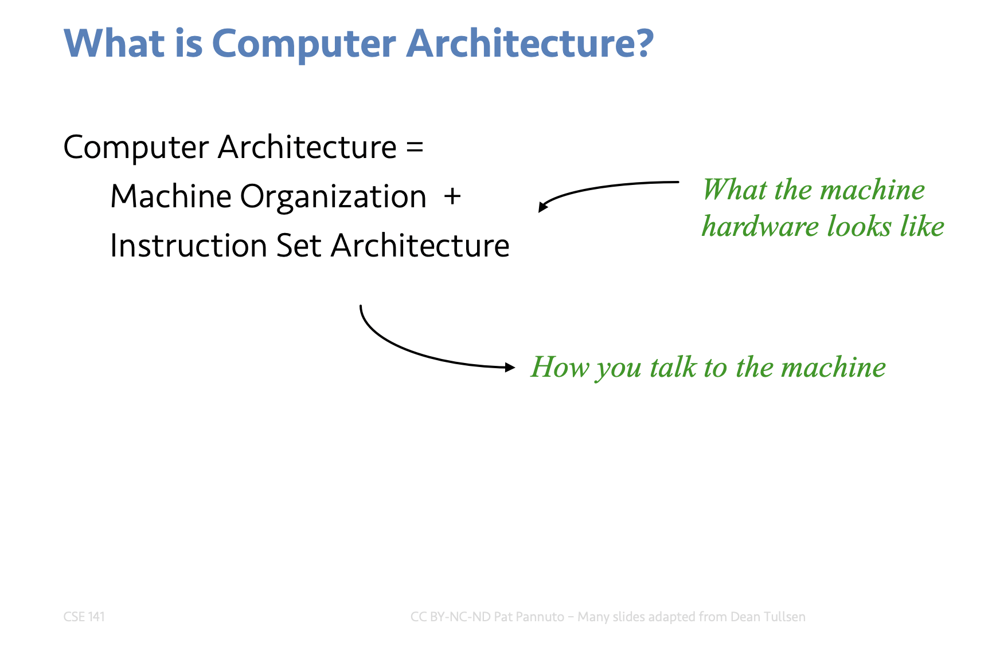 What is Computer Architecture?
Computer Architecture =
Machine Organization +
Instruction Set Architecture
What the machine
hardware looks like
How you talk to the machine
CSE 141
CC BY-NC-ND Pat Pannuto – Many slides adapted from Dean Tullsen